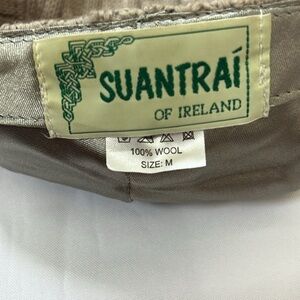 SUANTRAÍ
OF IRELAND
100% WOOL
SIZE: M